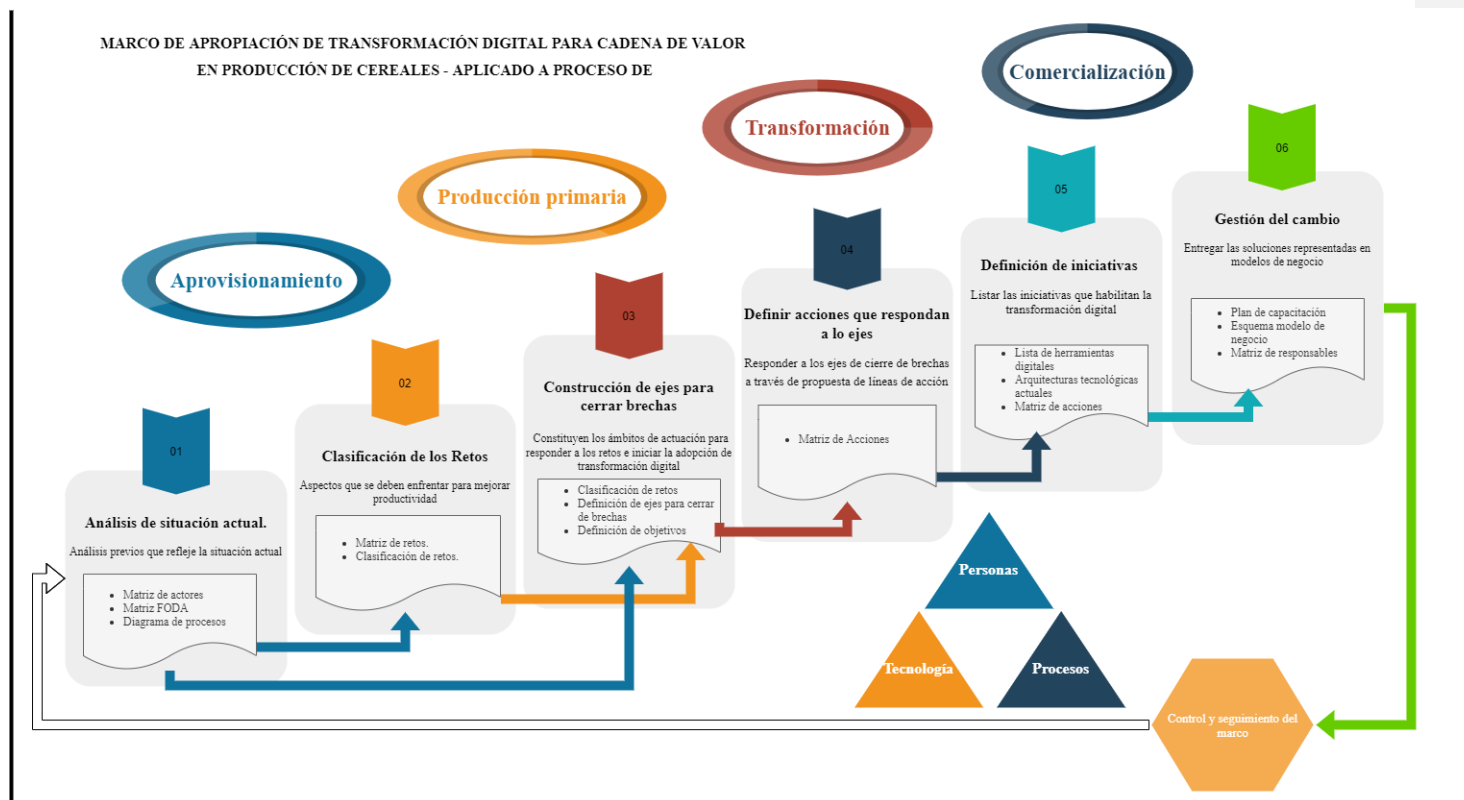 MARCO DE APROPIACIÓN DE TRANSFORMACIÓN DIGITAL PARA CADENA DE VALOR
EN PRODUCCIÓN DE CEREALES - APLICADO A PROCESO DE
Aprovisionamiento
Producción primaria
Transformación
Comercialización
01
Análisis de situación actual.
Análisis previos que refleje la situación actual
• Matriz de actores
• Matriz FODA
• Diagrama de procesos
02
Clasificación de los Retos
Aspectos que se deben enfrentar para mejorar
productividad
• Matriz de retos.
• Clasificación de retos.
03
Construcción de ejes para
cerrar brechas
Constituyen los ámbitos de actuación para
responder a los retos e iniciar la adopción de
transformación digital
• Clasificación de retos
• Definición de ejes para cerrar
de brechas
• Definición de objetivos
04
Definir acciones que respondan
a lo ejes
Responder a los ejes de cierre de brechas
a través de propuesta de líneas de acción
• Matriz de Acciones
05
Definición de iniciativas
Listar las iniciativas que habilitan la
transformación digital
• Lista de herramientas
digitales
• Arquitecturas tecnológicas
actuales
• Matriz de acciones
06
Gestión del cambio
Entregar las soluciones representadas en
modelos de negocio
• Plan de capacitación
• Esquema modelo de
negocio
• Matriz de responsables
Personas
Tecnología
Procesos
Control y seguimiento del
marco